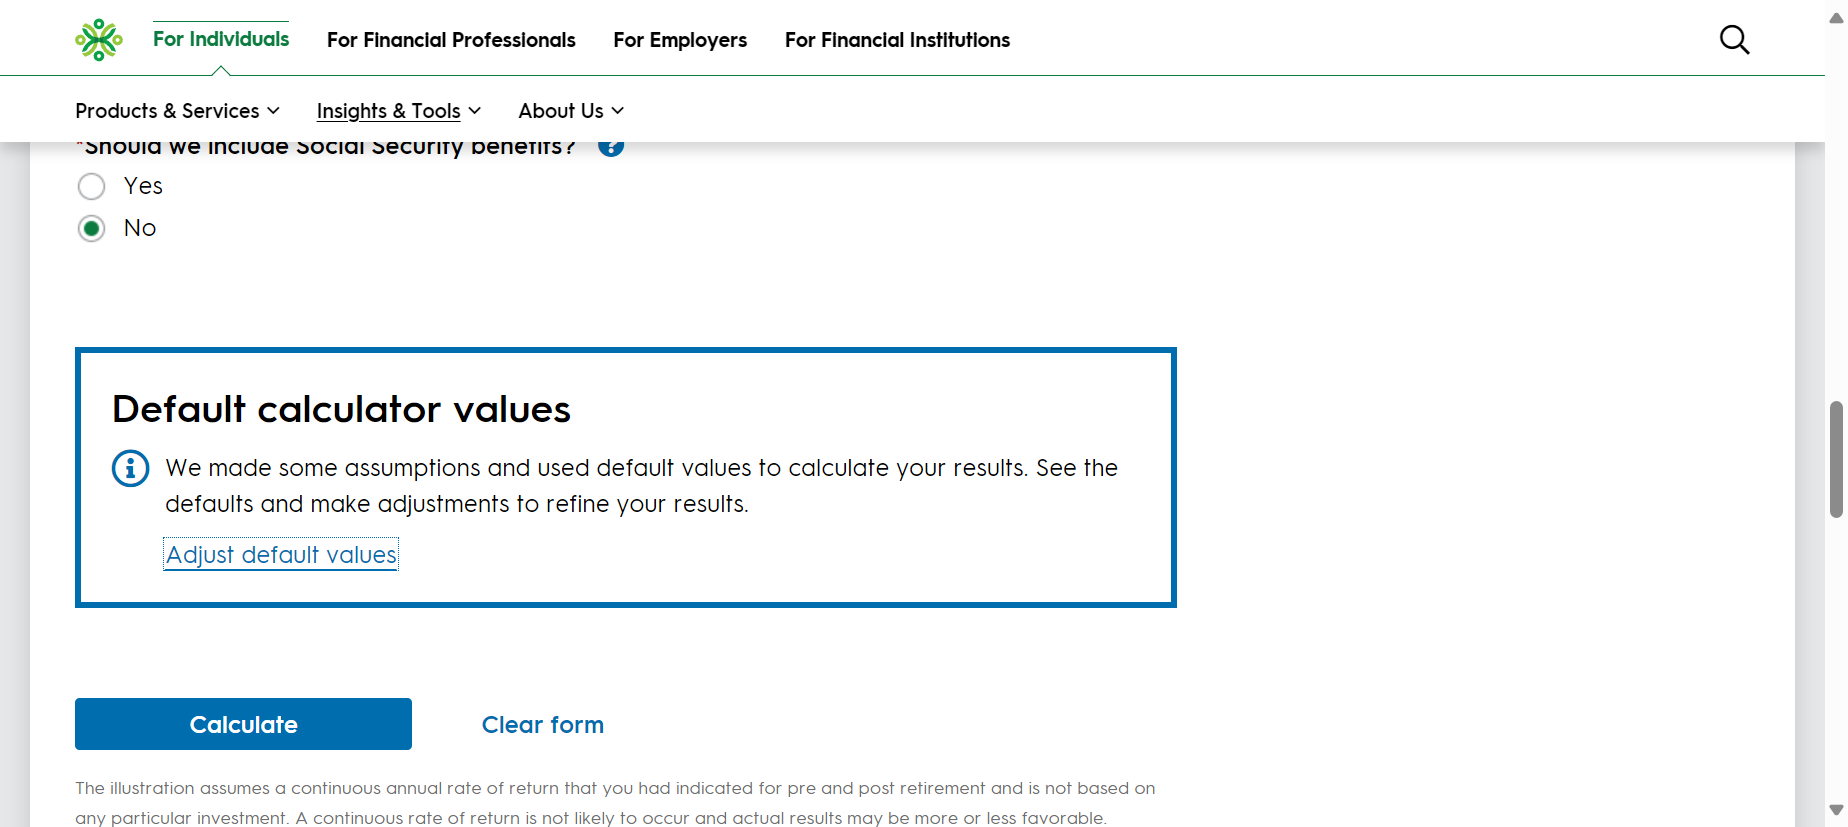 For Individuals
For Financial Professionals
For Employers
For Financial Institutions
Products & Services
Insights & Tools
About Us
*Should we include Social Security benefits? ?
Yes
No
Default calculator values
We made some assumptions and used default values to calculate your results. See the
defaults and make adjustments to refine your results.
Adjust default values
Calculate
Clear form
The illustration assumes a continuous annual rate of return that you had indicated for pre and post retirement and is not based on
any particular investment. A continuous rate of return is not likely to occur and actual results may be more or less favorable.